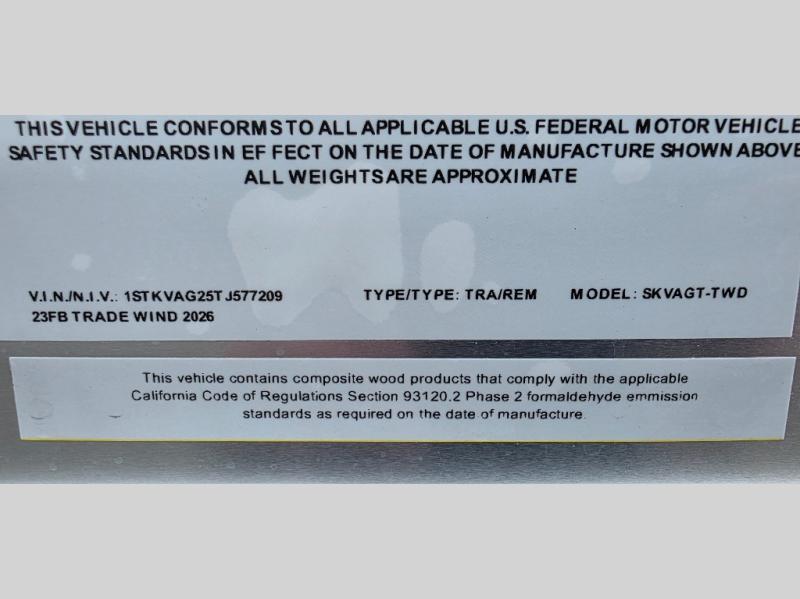 THIS VEHICLE CONFORMS TO ALL APPLICABLE U.S. FEDERAL MOTOR VEHICLE
SAFETY STANDARDS IN EF FECT ON THE DATE OF MANUFACTURE SHOWN ABOVE
ALL WEIGHTS ARE APPROXIMATE
V.I.N./N.I.V.: 1STKVAG25TJ577209 TYPE/TYPE: TRA/REM MODEL: SKVAGT-TWD
23FB TRADE WIND 2026
This vehicle contains composite wood products that comply with the applicable
California Code of Regulations Section 93120.2 Phase 2 formaldehyde emmission
standards as required on the date of manufacture.